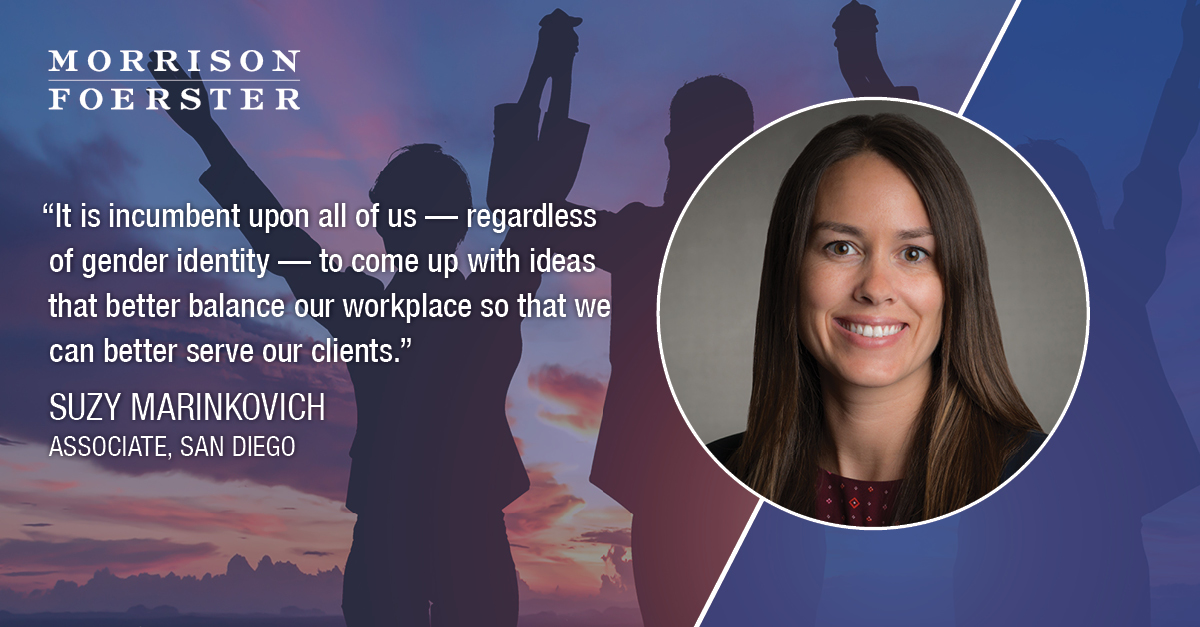 MORRISON
FOERSTER
“It is incumbent upon all of us — regardless
of gender identity — to come up with ideas
that better balance our workplace so that we
can better serve our clients.”
SUZY MARINKOVICH
ASSOCIATE, SAN DIEGO